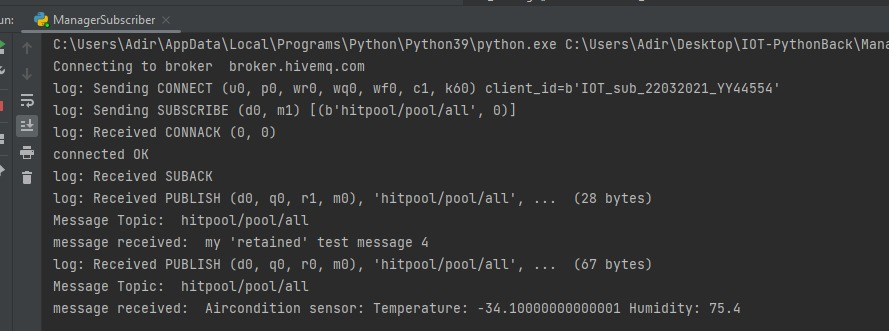 un: ManagerSubscriber ×
C:\Users\Adir\AppData\Local\Programs\Python\Python39\python.exe C:\Users\Adir\Desktop\IOT-PythonBack\Mana
Connecting to broker  broker.hivemq.com
log: Sending CONNECT (u0, p0, wr0, wq0, wf0, c1, k60) client_id=b'IOT_sub_22032021_YY44554'
log: Sending SUBSCRIBE (d0, m1) [(b'hitpool/pool/all', 0)]
log: Received CONNACK (0, 0)
connected OK
log: Received SUBACK
log: Received PUBLISH (d0, q0, r1, m0), 'hitpool/pool/all', ...  (28 bytes)
Message Topic:  hitpool/pool/all
message received:  my 'retained' test message 4
log: Received PUBLISH (d0, q0, r0, m0), 'hitpool/pool/all', ...  (67 bytes)
Message Topic:  hitpool/pool/all
message received:  Aircondition sensor: Temperature: -34.10000000000001 Humidity: 75.4